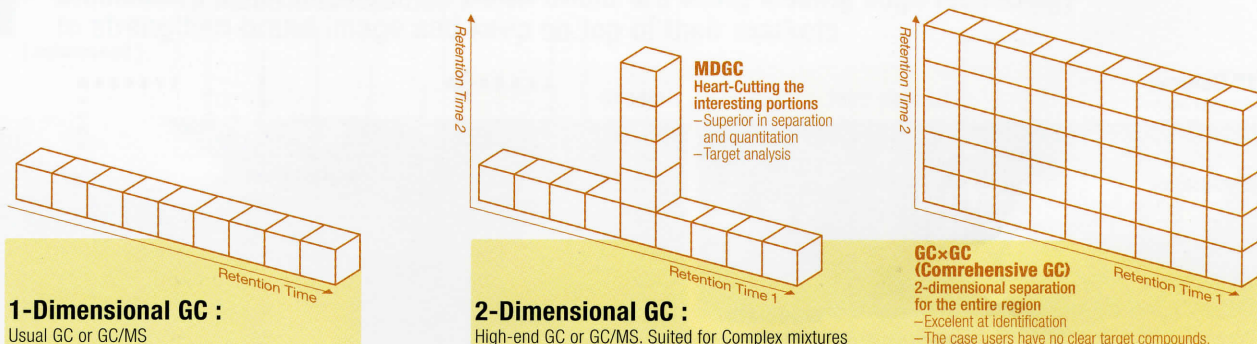 Retention Time
1-Dimensional GC :
Usual GC or GC/MS
Retention Time 2
MDGC
Heart-Cutting the
interesting portions
–Superior in separation
and quantitation
–Target analysis
Retention Time 1
2-Dimensional GC :
High-end GC or GC/MS. Suited for Complex mixtures
Retention Time 2
Retention Time 1
GC×GC
(Comrehensive GC)
2-dimensional separation
for the entire region
–Excelent at identification
–The case users have no clear target compounds.